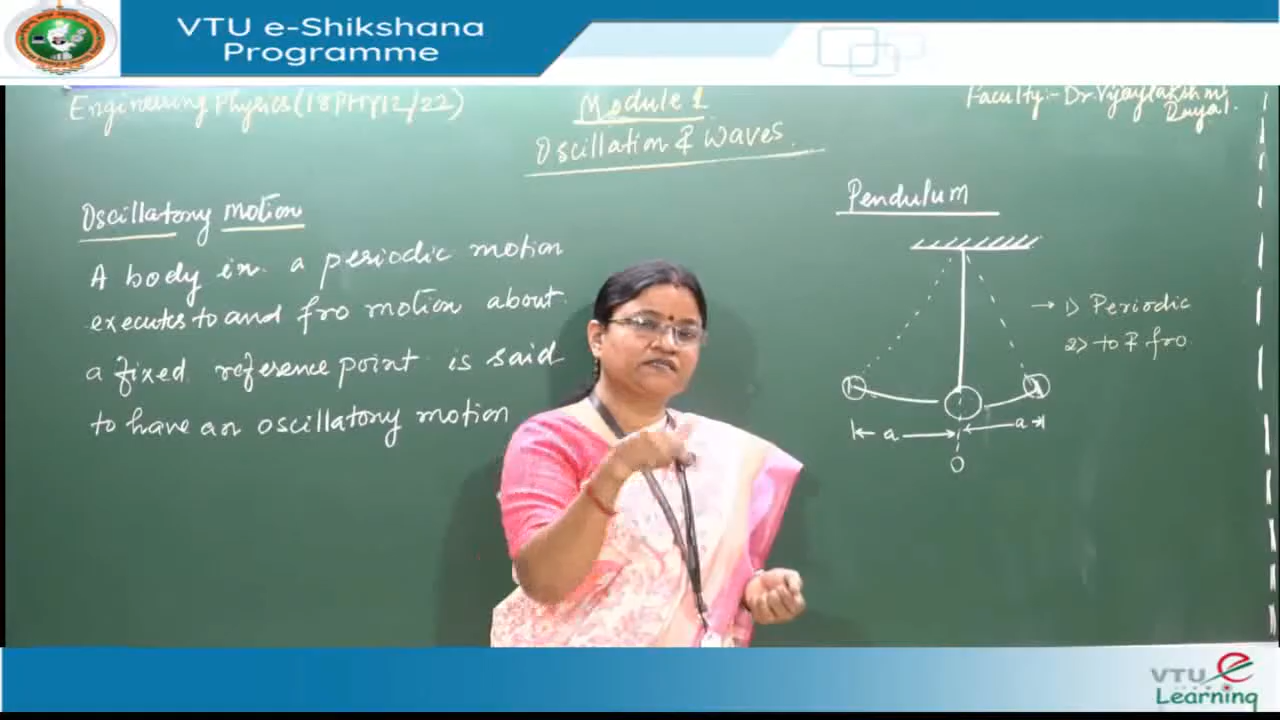 VTU e-Shikshana
Programme
Engineering Physics (18PHY12/22)
Module 1
Oscillation & Waves.
Faculty:- Dr. Vijaylakshmi
Dayal.
Oscillatony Motion
A body in a periodic motion
executes to and fro motion about
a fixed reference point is said
to have an oscillatory motion
Pendulum
→ 1) Periodic
2) to & fro
a
a
O
VTU
e Learning